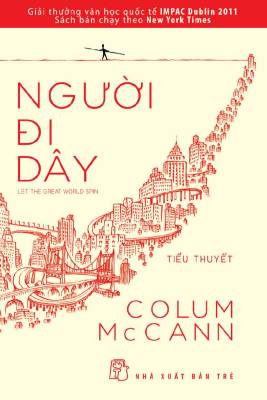 Giải thưởng văn học quốc tế IMPAC Dublin 2011
Sách bán chạy theo New York Times
NGƯỜI
ĐI
DÂY
LET THE GREAT WORLD SPIN
TIỂU THUYẾT
COLUM
McCANN
NHÀ XUẤT BẢN TRẺ